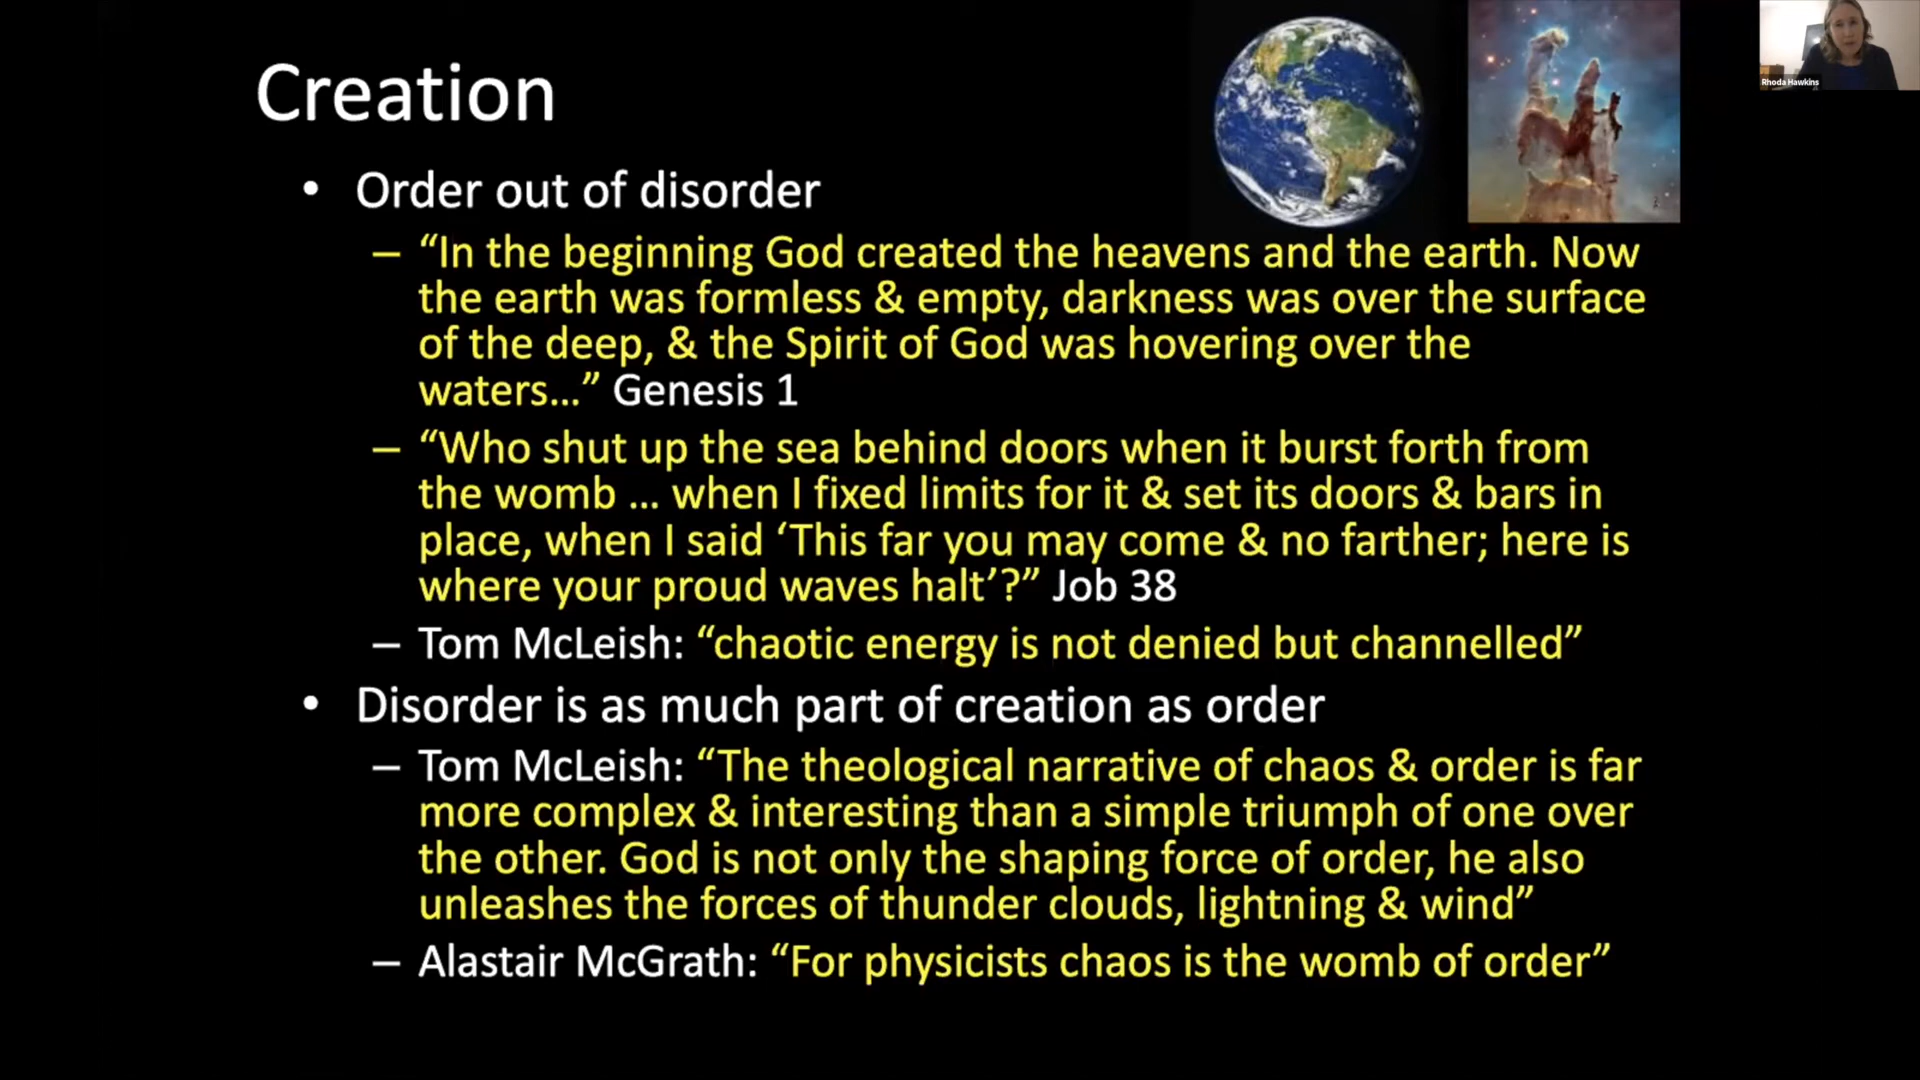 Creation
• Order out of disorder
– “In the beginning God created the heavens and the earth. Now
the earth was formless & empty, darkness was over the surface
of the deep, & the Spirit of God was hovering over the
waters…” Genesis 1
– “Who shut up the sea behind doors when it burst forth from
the womb … when I fixed limits for it & set its doors & bars in
place, when I said ‘This far you may come & no farther; here is
where your proud waves halt’?” Job 38
– Tom McLeish: “chaotic energy is not denied but channelled”
• Disorder is as much part of creation as order
– Tom McLeish: “The theological narrative of chaos & order is far
more complex & interesting than a simple triumph of one over
the other. God is not only the shaping force of order, he also
unleashes the forces of thunder clouds, lightning & wind”
– Alastair McGrath: “For physicists chaos is the womb of order”
Rhoda Hawkins